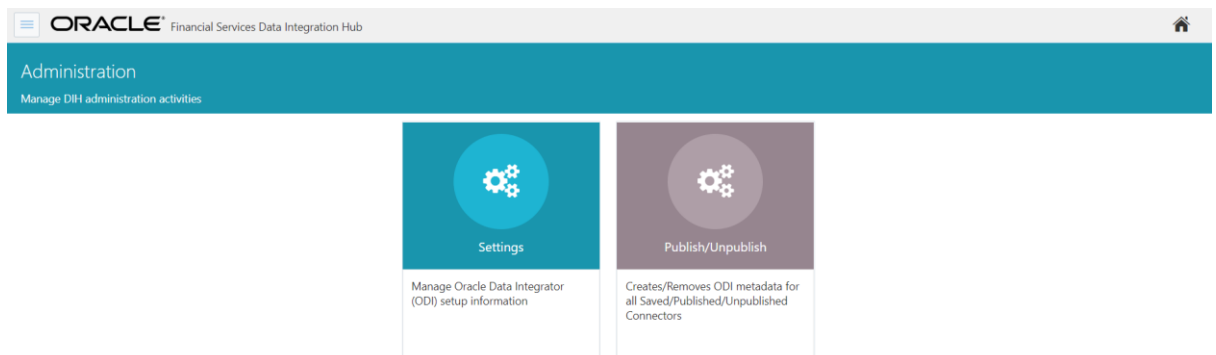 ORACLE® Financial Services Data Integration Hub
Administration
Manage DIH administration activities
Settings
Manage Oracle Data Integrator
(ODI) setup information
Publish/Unpublish
Creates/Removes ODI metadata for
all Saved/Published/Unpublished
Connectors